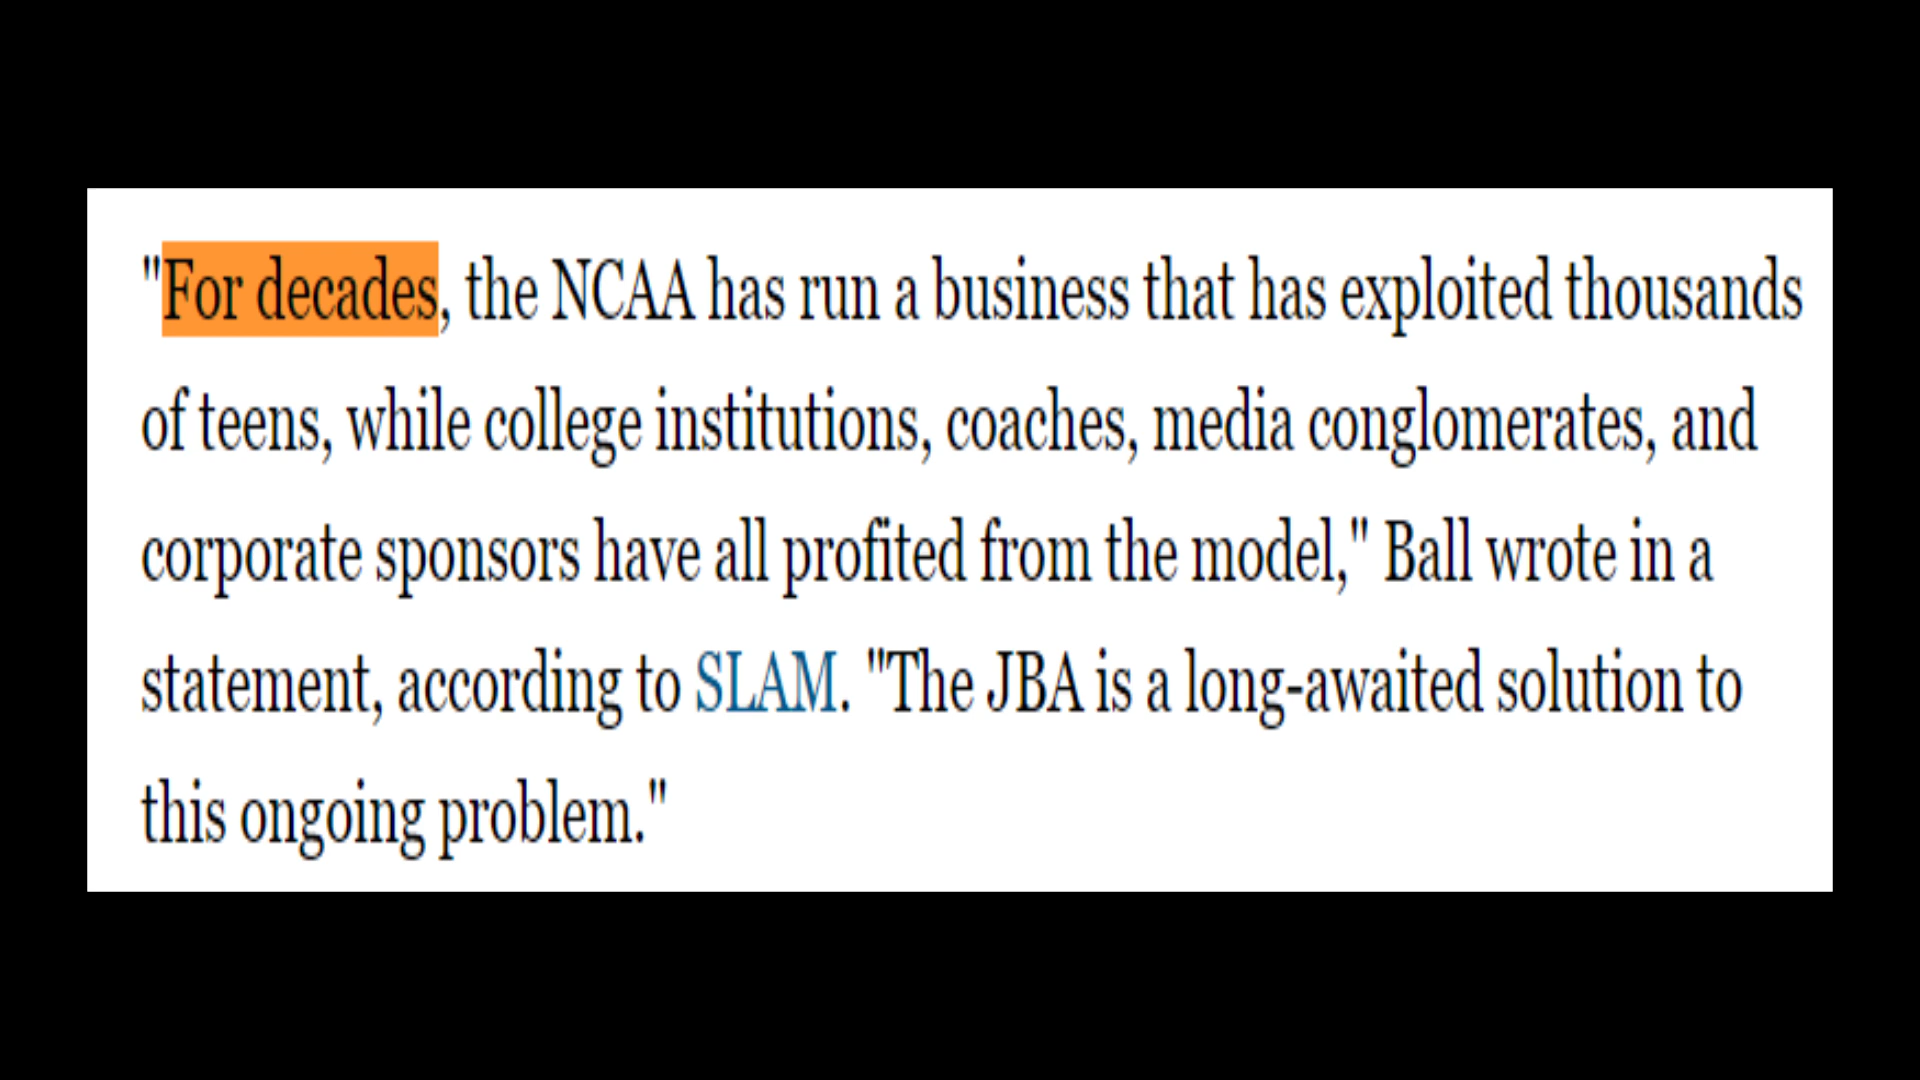 "For decades, the NCAA has run a business that has exploited thousands
of teens, while college institutions, coaches, media conglomerates, and
corporate sponsors have all profited from the model," Ball wrote in a
statement, according to SLAM. "The JBA is a long-awaited solution to
this ongoing problem."